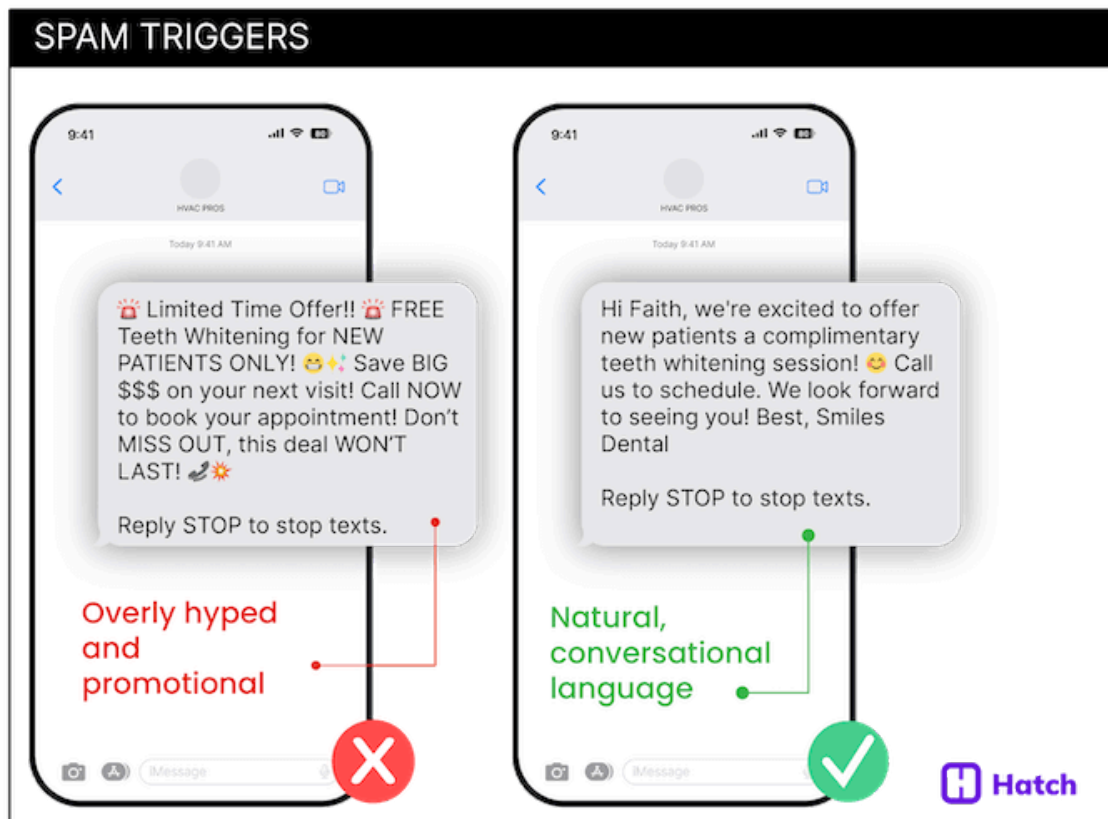 SPAM TRIGGERS
9:41
HVAC PROS
Today 9:41 AM
🚨 Limited Time Offer!! 🚨 FREE
Teeth Whitening for NEW
PATIENTS ONLY! 😁✨ Save BIG
$$$ on your next visit! Call NOW
to book your appointment! Don't
MISS OUT, this deal WON'T
LAST! 📞💥
Reply STOP to stop texts.
Overly hyped
and
promotional
iMessage
9:41
HVAC PROS
Today 9:41 AM
Hi Faith, we're excited to offer
new patients a complimentary
teeth whitening session! 😊 Call
us to schedule. We look forward
to seeing you! Best, Smiles
Dental
Reply STOP to stop texts.
Natural,
conversational
language
iMessage
Hatch